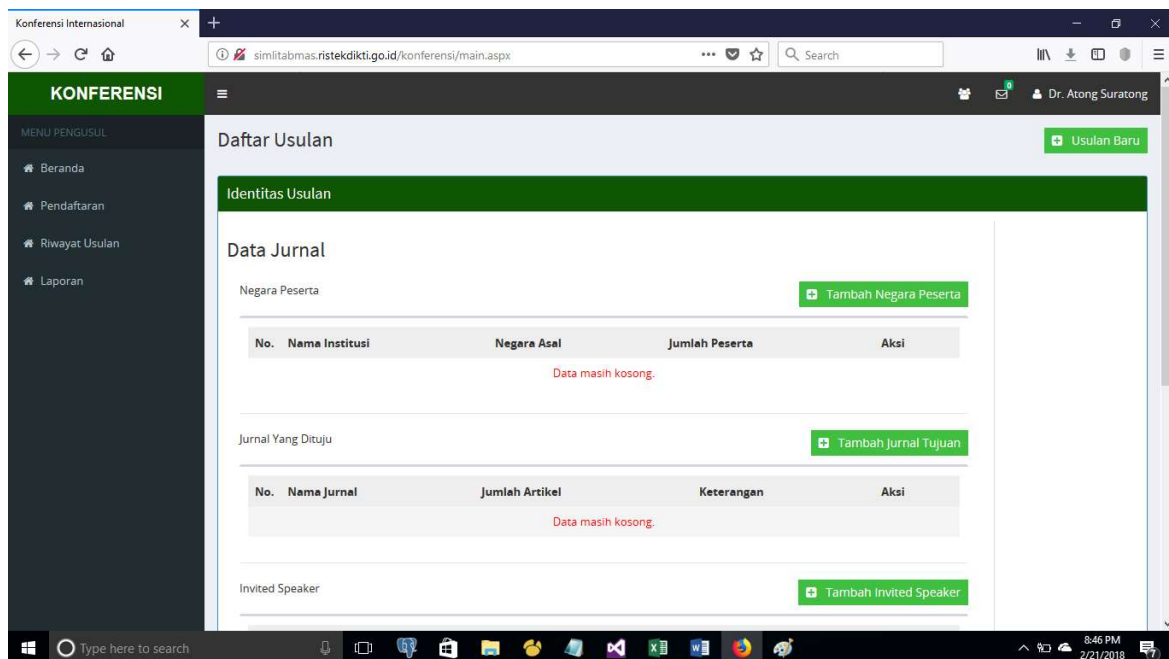 Konferensi Internasional
simlitabmas.ristekdikti.go.id/konferensi/main.aspx
Search
KONFERENSI
0
Dr. Atong Suratong
MENU PENGUSUL
Beranda
Pendaftaran
Riwayat Usulan
Laporan
Daftar Usulan
Usulan Baru
Identitas Usulan
Data Jurnal
Negara Peserta
Tambah Negara Peserta
No. Nama Institusi Negara Asal Jumlah Peserta Aksi
Data masih kosong.
Jurnal Yang Dituju
Tambah Jurnal Tujuan
No. Nama Jurnal Jumlah Artikel Keterangan Aksi
Data masih kosong.
Invited Speaker
Tambah Invited Speaker
Type here to search
8:46 PM
2/21/2018